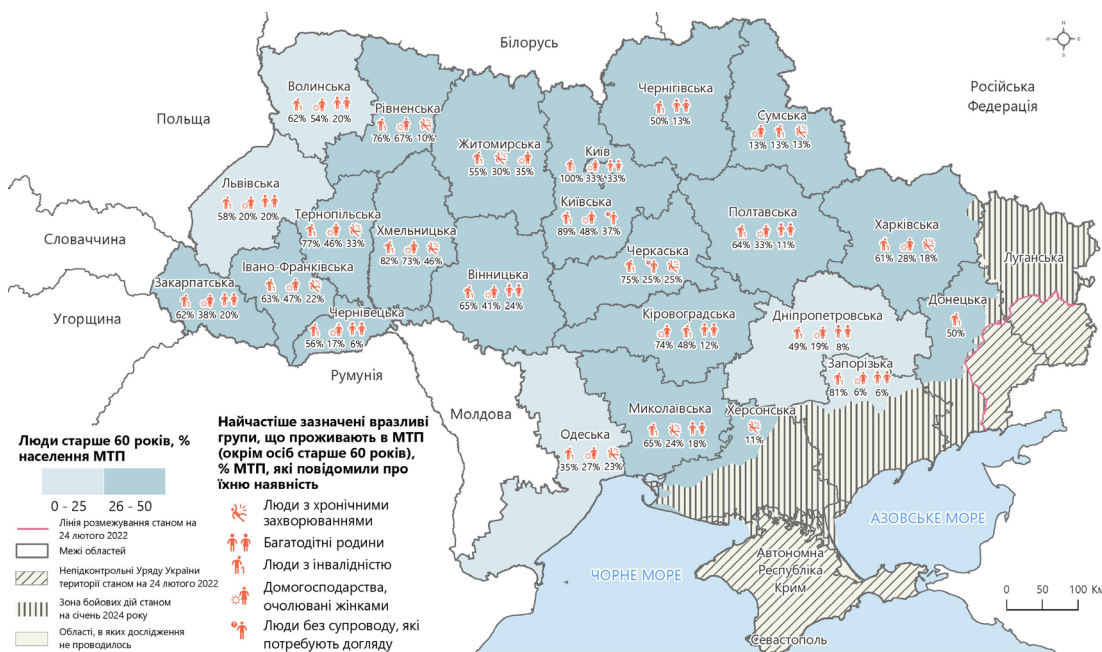 Білорусь
N
W
E
S
Російська
Федерація
Польща
Словаччина
Угорщина
Румунія
Молдова
Волинська
62% 54% 20%
Рівненська
76% 67% 10%
Житомирська
55% 30% 35%
Чернігівська
50% 13%
Сумська
13% 13% 13%
Київ
100% 33% 33%
Київська
89% 48% 37%
Львівська
58% 20% 20%
Тернопільська
77% 46% 33%
Хмельницька
82% 73% 46%
Полтавська
64% 33% 11%
Харківська
61% 28% 18%
Луганська
Черкаська
75% 25% 25%
Вінницька
65% 41% 24%
Івано-Франківська
63% 47% 22%
Закарпатська
62% 38% 20%
Чернівецька
56% 17% 6%
Кіровоградська
74% 48% 12%
Дніпропетровська
49% 19% 8%
Донецька
50%
Запорізька
81% 6% 6%
Миколаївська
65% 24% 18%
Херсонська
11%
Одеська
35% 27% 23%
АЗОВСЬКЕ МОРЕ
ЧОРНЕ МОРЕ
Автономна
Республіка
Крим
Севастополь
0 50 100 Км
Люди старше 60 років, %
населення МТП
0 - 25 26 - 50
Лінія розмежування станом на
24 лютого 2022
Межі областей
Непідконтрольні Уряду України
території станом на 24 лютого 2022
Зона бойових дій станом
на січень 2024 року
Області, в яких дослідження
не проводилось
Найчастіше зазначені вразливі
групи, що проживають в МТП
(окрім осіб старше 60 років),
% МТП, які повідомили про
їхню наявність
Люди з хронічними
захворюваннями
Багатодітні родини
Люди з інвалідністю
Домогосподарства,
очолювані жінками
Люди без супроводу, які
потребують догляду